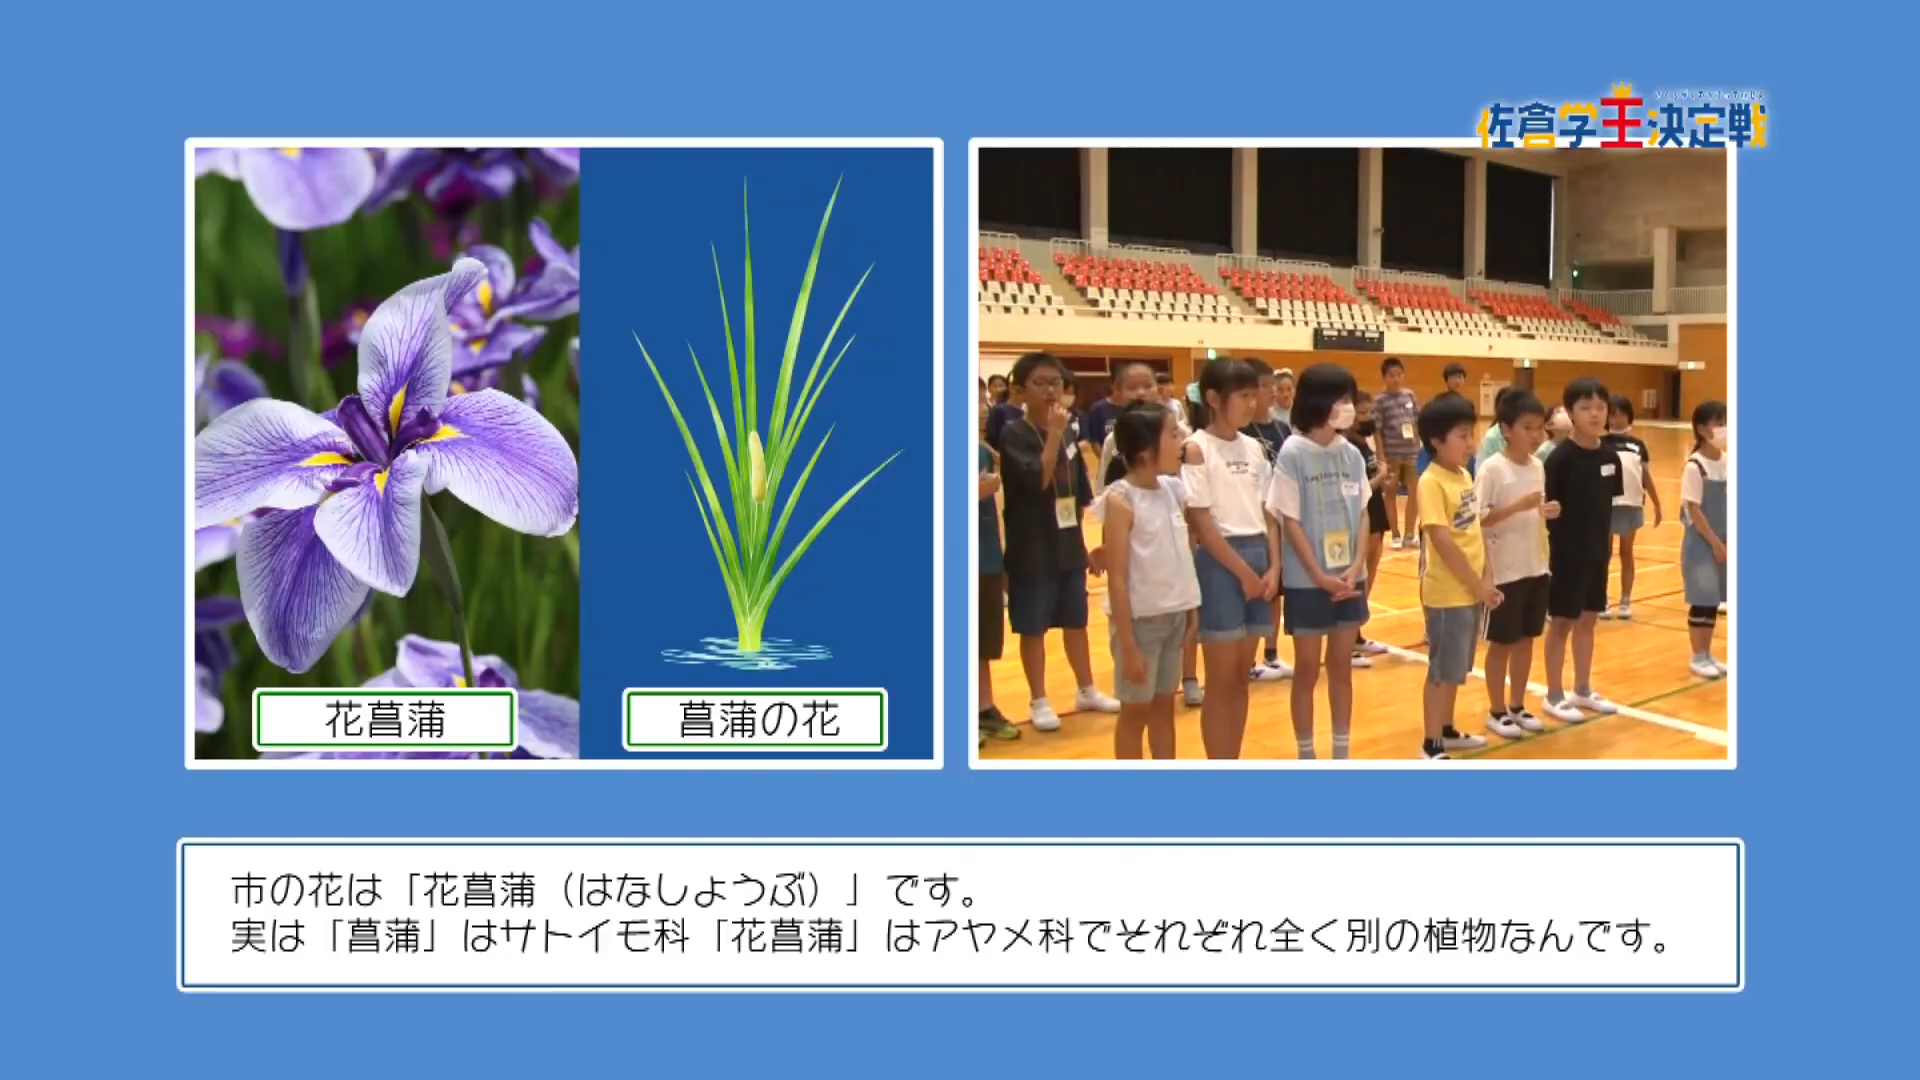 佐倉学王決定戦
花菖蒲
菖蒲の花
市の花は「花菖蒲（はなしょうぶ）」です。
実は「菖蒲」はサトイモ科「花菖蒲」はアヤメ科でそれぞれ全く別の植物なんです。